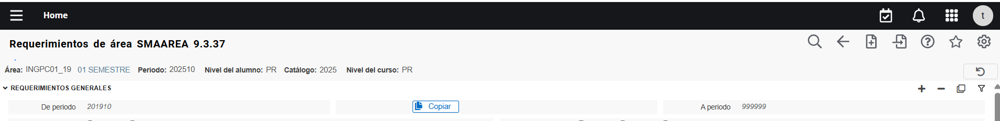 Home
t
Requerimientos de área SMAAREA 9.3.37
Área: INGPC01_19 01 SEMESTRE Periodo: 202510 Nivel del alumno: PR Catálogo: 2025 Nivel del curso: PR
REQUERIMIENTOS GENERALES
De periodo 201910 Copiar A periodo 999999